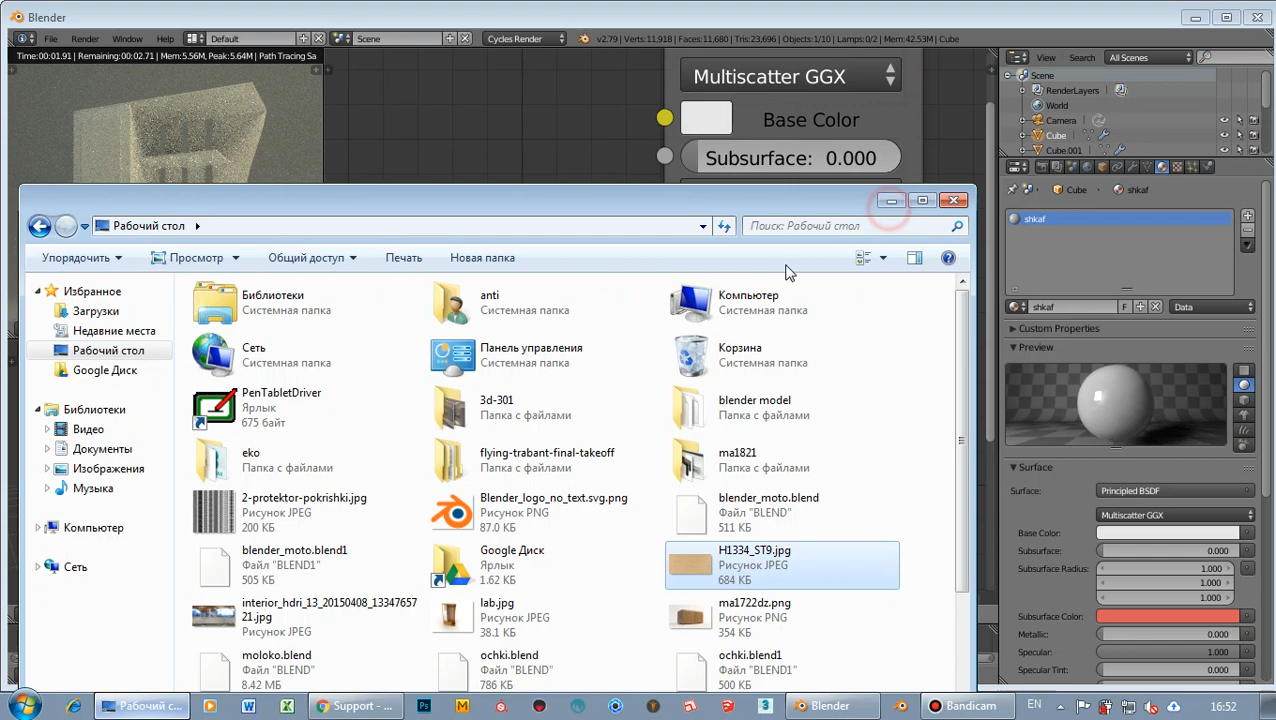 Blender
File Render Window Help Default Scene Cycles Render v2.79 | Verts:11,918 | Faces:11,680 | Tris:23,696 | Objects:1/10 | Lamps:0/2 | Mem:42.53M | Cube
Time:00:01.91 | Remaining:00:02.71 | Mem:5.56M, Peak:5.64M | Path Tracing Sa
View Search All Scenes
Scene
RenderLayers
World
Camera
Cube
Cube.001
Multiscatter GGX
Base Color
Subsurface: 0.000
Cube shkaf
shkaf
shkaf F Data
Custom Properties
Preview
Surface
Surface: Principled BSDF
Multiscatter GGX
Base Color:
Subsurface: 0.000
Subsurface Radius: 1.000
1.000
1.000
Subsurface Color:
Metallic: 0.000
Specular: 1.000
Specular Tint: 0.000
Рабочий стол
Поиск: Рабочий стол
Упорядочить Просмотр Общий доступ Печать Новая папка
Избранное
Загрузки
Недавние места
Рабочий стол
Google Диск
Библиотеки
Видео
Документы
Изображения
Музыка
Компьютер
Сеть
Библиотеки
Системная папка
anti
Системная папка
Компьютер
Системная папка
Сеть
Системная папка
Панель управления
Системная папка
Корзина
Системная папка
PenTabletDriver
Ярлык
675 байт
3d-301
Папка с файлами
blender model
Папка с файлами
eko
Папка с файлами
flying-trabant-final-takeoff
Папка с файлами
ma1821
Папка с файлами
2-protektor-pokrishki.jpg
Рисунок JPEG
200 КБ
Blender_logo_no_text.svg.png
Рисунок PNG
87.0 КБ
blender_moto.blend
Файл "BLEND"
511 КБ
blender_moto.blend1
Файл "BLEND1"
505 КБ
Google Диск
Ярлык
1.62 КБ
H1334_ST9.jpg
Рисунок JPEG
684 КБ
interior_hdri_13_20150408_13347657
21.jpg
Рисунок JPEG
lab.jpg
Рисунок JPEG
38.1 КБ
ma1722dz.png
Рисунок PNG
354 КБ
moloko.blend
Файл "BLEND"
8.42 МБ
ochki.blend
Файл "BLEND"
786 КБ
ochki.blend1
Файл "BLEND1"
500 КБ
Рабочий с... Support - ... Blender Bandicam EN 16:52